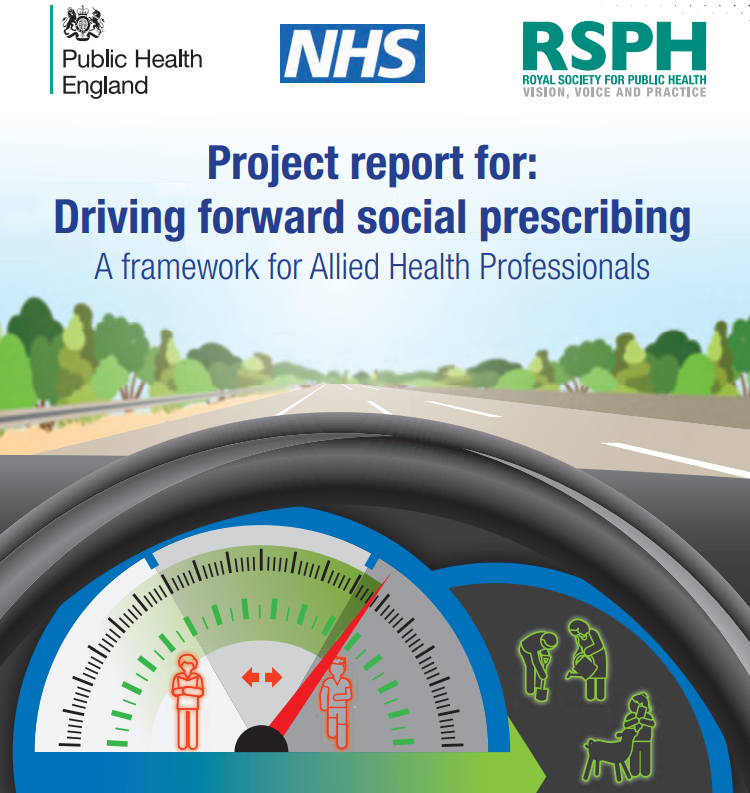 Public Health
England
NHS
RSPH
ROYAL SOCIETY FOR PUBLIC HEALTH
VISION, VOICE AND PRACTICE
Project report for:
Driving forward social prescribing
A framework for Allied Health Professionals